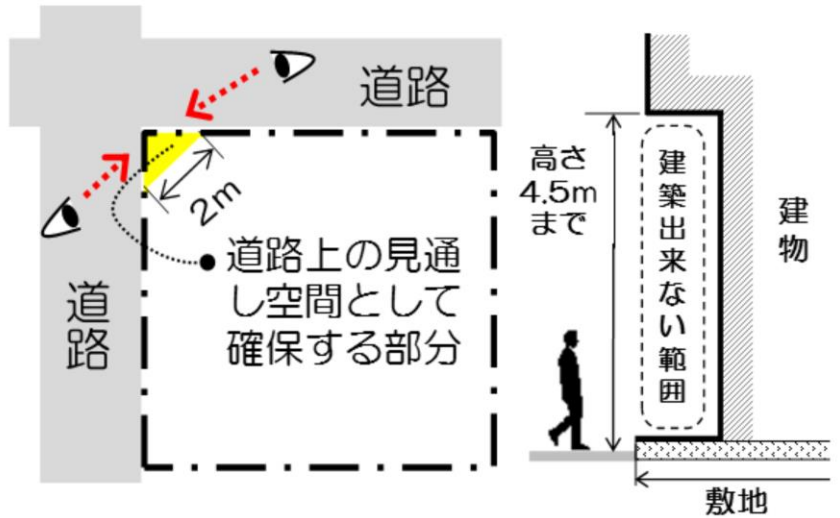 道路
2m
道路上の見通
し空間として
確保する部分
道
路
高さ
4.5m
まで
建築出来ない範囲
建物
敷地